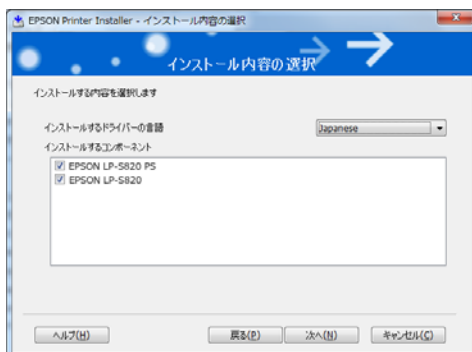 EPSON Printer Installer - インストール内容の選択
インストール内容の選択
インストールする内容を選択します
インストールするドライバーの言語
Japanese
インストールするコンポーネント
EPSON LP-S820 PS
EPSON LP-S820
ヘルプ(H)
戻る(P)
次へ(N)
キャンセル(C)